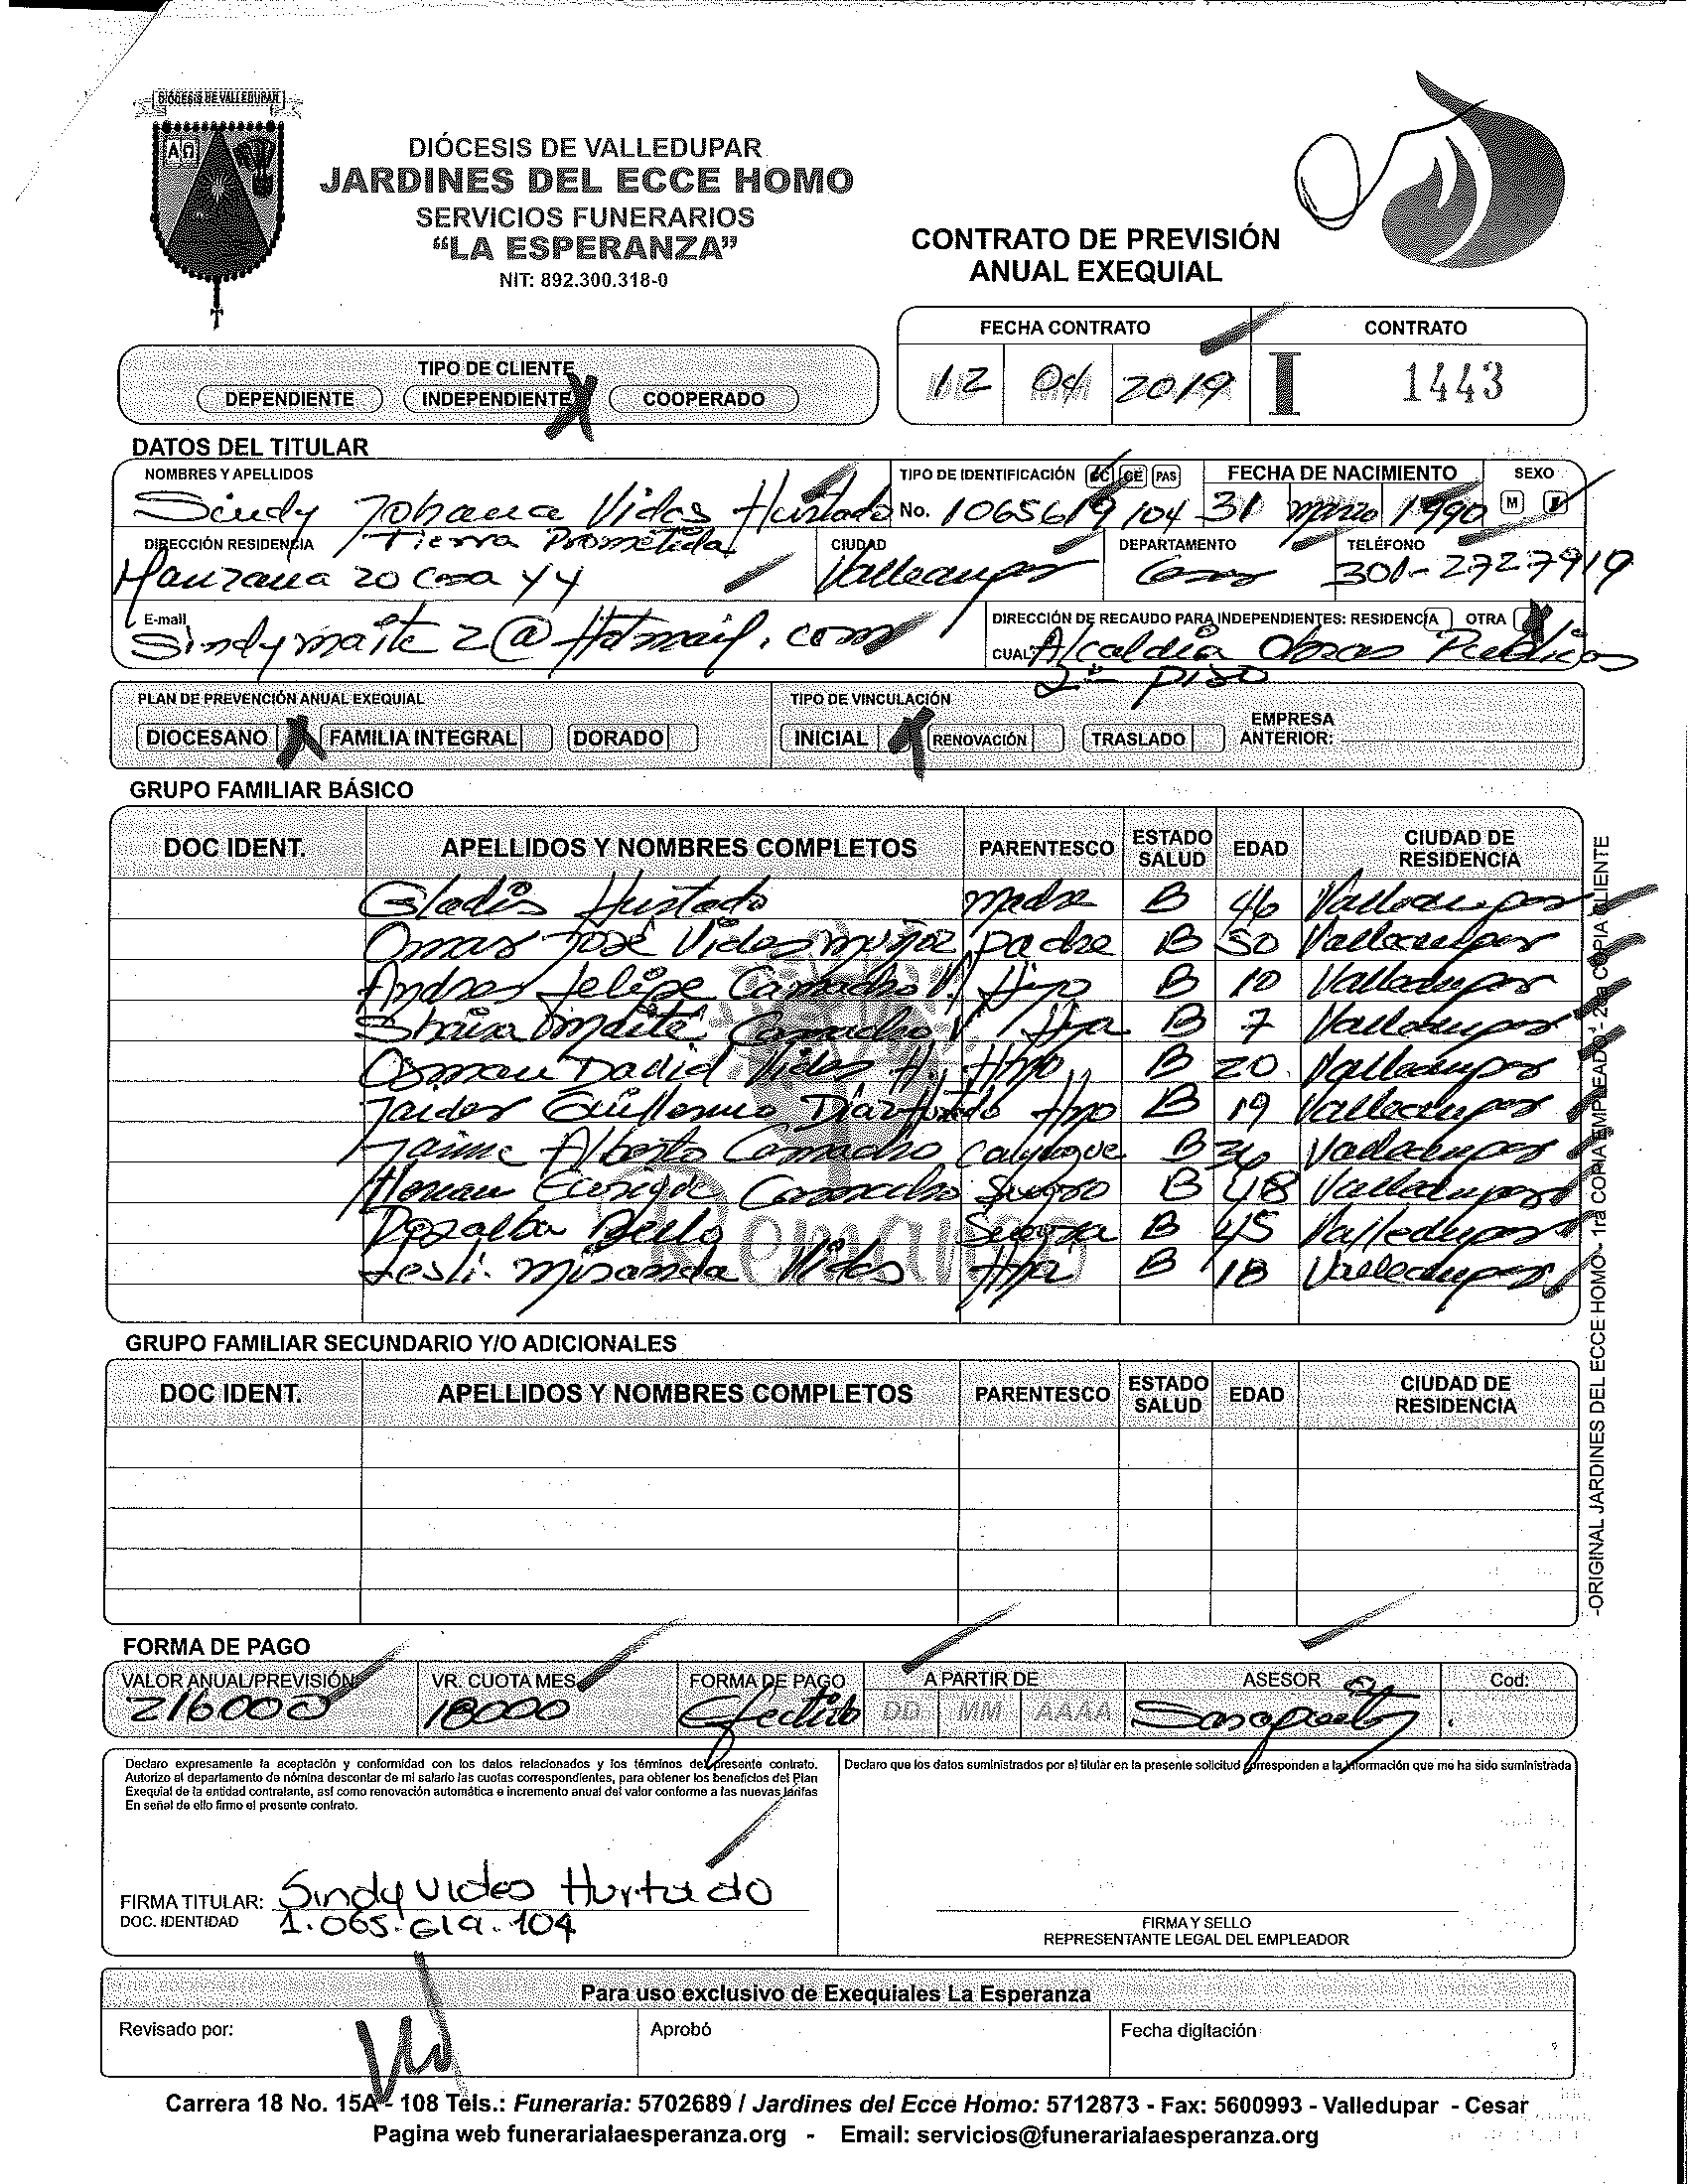 DIÓCESIS DE VALLEDUPAR
ΑΩ
DIÓCESIS DE VALLEDUPAR
JARDINES DEL ECCE HOMO
SERVICIOS FUNERARIOS
"LA ESPERANZA"
NIT: 892.300.318-0
CONTRATO DE PREVISIÓN
ANUAL EXEQUIAL
FECHA CONTRATO CONTRATO
12 04 2019 I 1443
TIPO DE CLIENTE
DEPENDIENTE INDEPENDIENTE X COOPERADO
DATOS DEL TITULAR
NOMBRES Y APELLIDOS TIPO DE IDENTIFICACIÓN CC CE PAS FECHA DE NACIMIENTO SEXO
Sindy Johana Vides Hurtado No. 1065619104 31 marzo 1990 M F
DIRECCIÓN RESIDENCIA Tierra Prometida CIUDAD DEPARTAMENTO TELÉFONO
Manzana 20 Casa 44 Valledupar Cesar 301-2727919
E-mail DIRECCIÓN DE RECAUDO PARA INDEPENDIENTES: RESIDENCIA OTRA X
Sindymaite2@Hotmail.com CUAL Alcaldia Obras Publicas
2do piso
PLAN DE PREVENCIÓN ANUAL EXEQUIAL TIPO DE VINCULACIÓN
DIOCESANO X FAMILIA INTEGRAL DORADO INICIAL X RENOVACIÓN TRASLADO EMPRESA ANTERIOR:
GRUPO FAMILIAR BÁSICO
DOC IDENT. APELLIDOS Y NOMBRES COMPLETOS PARENTESCO ESTADO SALUD EDAD CIUDAD DE RESIDENCIA
Gladis Hurtado madre B 46 Valledupar
Omar José Vides muñoz padre B 50 Valledupar
Andres felipe Camacho V. Hijo B 10 Valledupar
maite Camacho V Hja B 7 Valledupar
David Vides H. Hno B 20 Valledupar
Jaider Guillermo Diaz Hurtado Hno B 19 Valledupar
Jaime Alberto Camacho B Valledupar
Enrique Camacho Suegro B 48 Valledupar
Rosalba Bello Suegra B 45 Valledupar
Lesli. miranda Vides Hja B 18 Valledupar
GRUPO FAMILIAR SECUNDARIO Y/O ADICIONALES
DOC IDENT. APELLIDOS Y NOMBRES COMPLETOS PARENTESCO ESTADO SALUD EDAD CIUDAD DE RESIDENCIA
FORMA DE PAGO
VALOR ANUAL/PREVISIÓN VR. CUOTA MES FORMA DE PAGO A PARTIR DE ASESOR Cod:
216000 18000 Efectivo DD MM AAAA
Declaro expresamente la aceptación y conformidad con los datos relacionados y los términos del presente contrato.
Autorizo al departamento de nómina descontar de mi salario las cuotas correspondientes, para obtener los beneficios del Plan
Exequial de la entidad contratante, así como renovación automática e incremento anual del valor conforme a las nuevas tarifas
En señal de ello firmo el presente contrato.
Declaro que los datos suministrados por el titular en la presente solicitud corresponden a la información que me ha sido suministrada
FIRMA TITULAR: Sindy Vides Hurtado
DOC. IDENTIDAD 1.065.619.104
FIRMA Y SELLO
REPRESENTANTE LEGAL DEL EMPLEADOR
Para uso exclusivo de Exequiales La Esperanza
Revisado por: Aprobó Fecha digitación
Carrera 18 No. 15A - 108 Tels.: Funeraria: 5702689 / Jardines del Ecce Homo: 5712873 - Fax: 5600993 - Valledupar - Cesar
Pagina web funerarialaesperanza.org - Email: servicios@funerarialaesperanza.org
-ORIGINAL JARDINES DEL ECCE HOMO - 1ra COPIA EMPLEADO - 2da COPIA CLIENTE